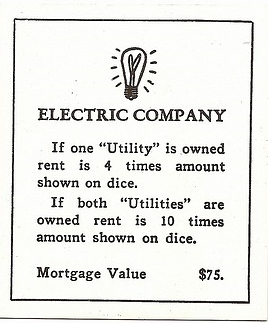 ELECTRIC COMPANY
If one "Utility" is owned
rent is 4 times amount
shown on dice.
If both "Utilities" are
owned rent is 10 times
amount shown on dice.
Mortgage Value $75.